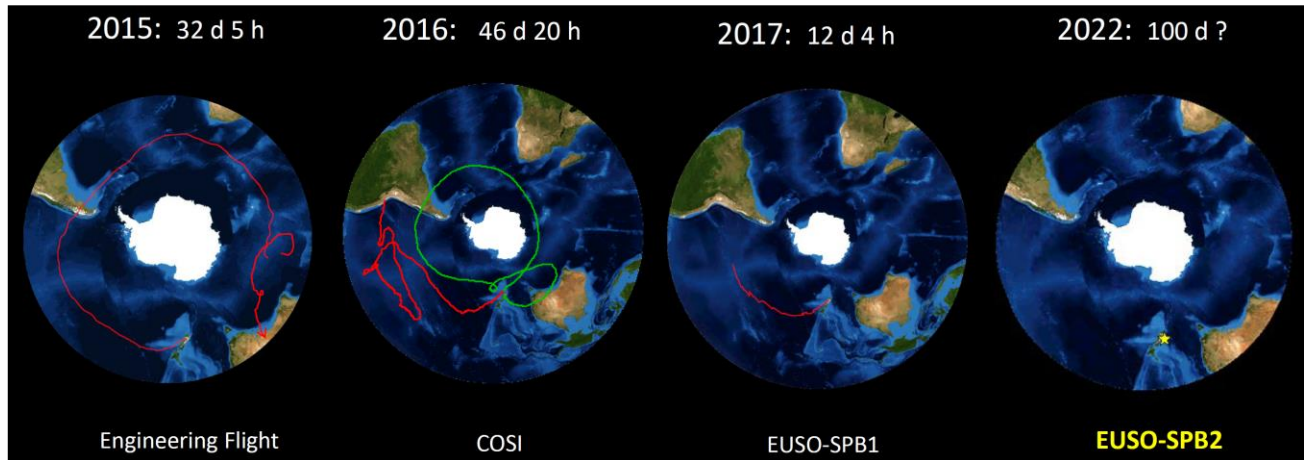 2015: 32 d 5 h
2016: 46 d 20 h
2017: 12 d 4 h
2022: 100 d ?
Engineering Flight
COSI
EUSO-SPB1
EUSO-SPB2